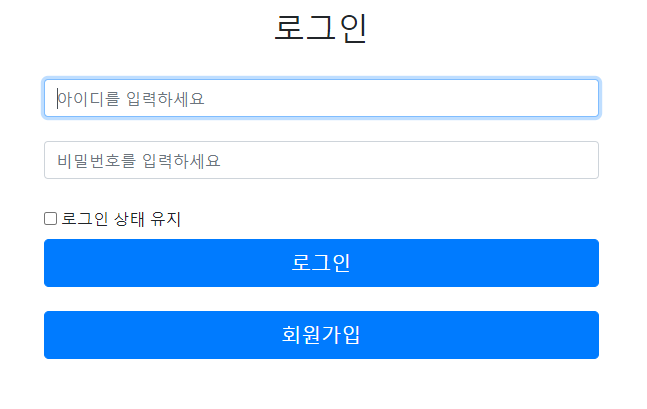 로그인
아이디를 입력하세요
비밀번호를 입력하세요
로그인 상태 유지
로그인
회원가입